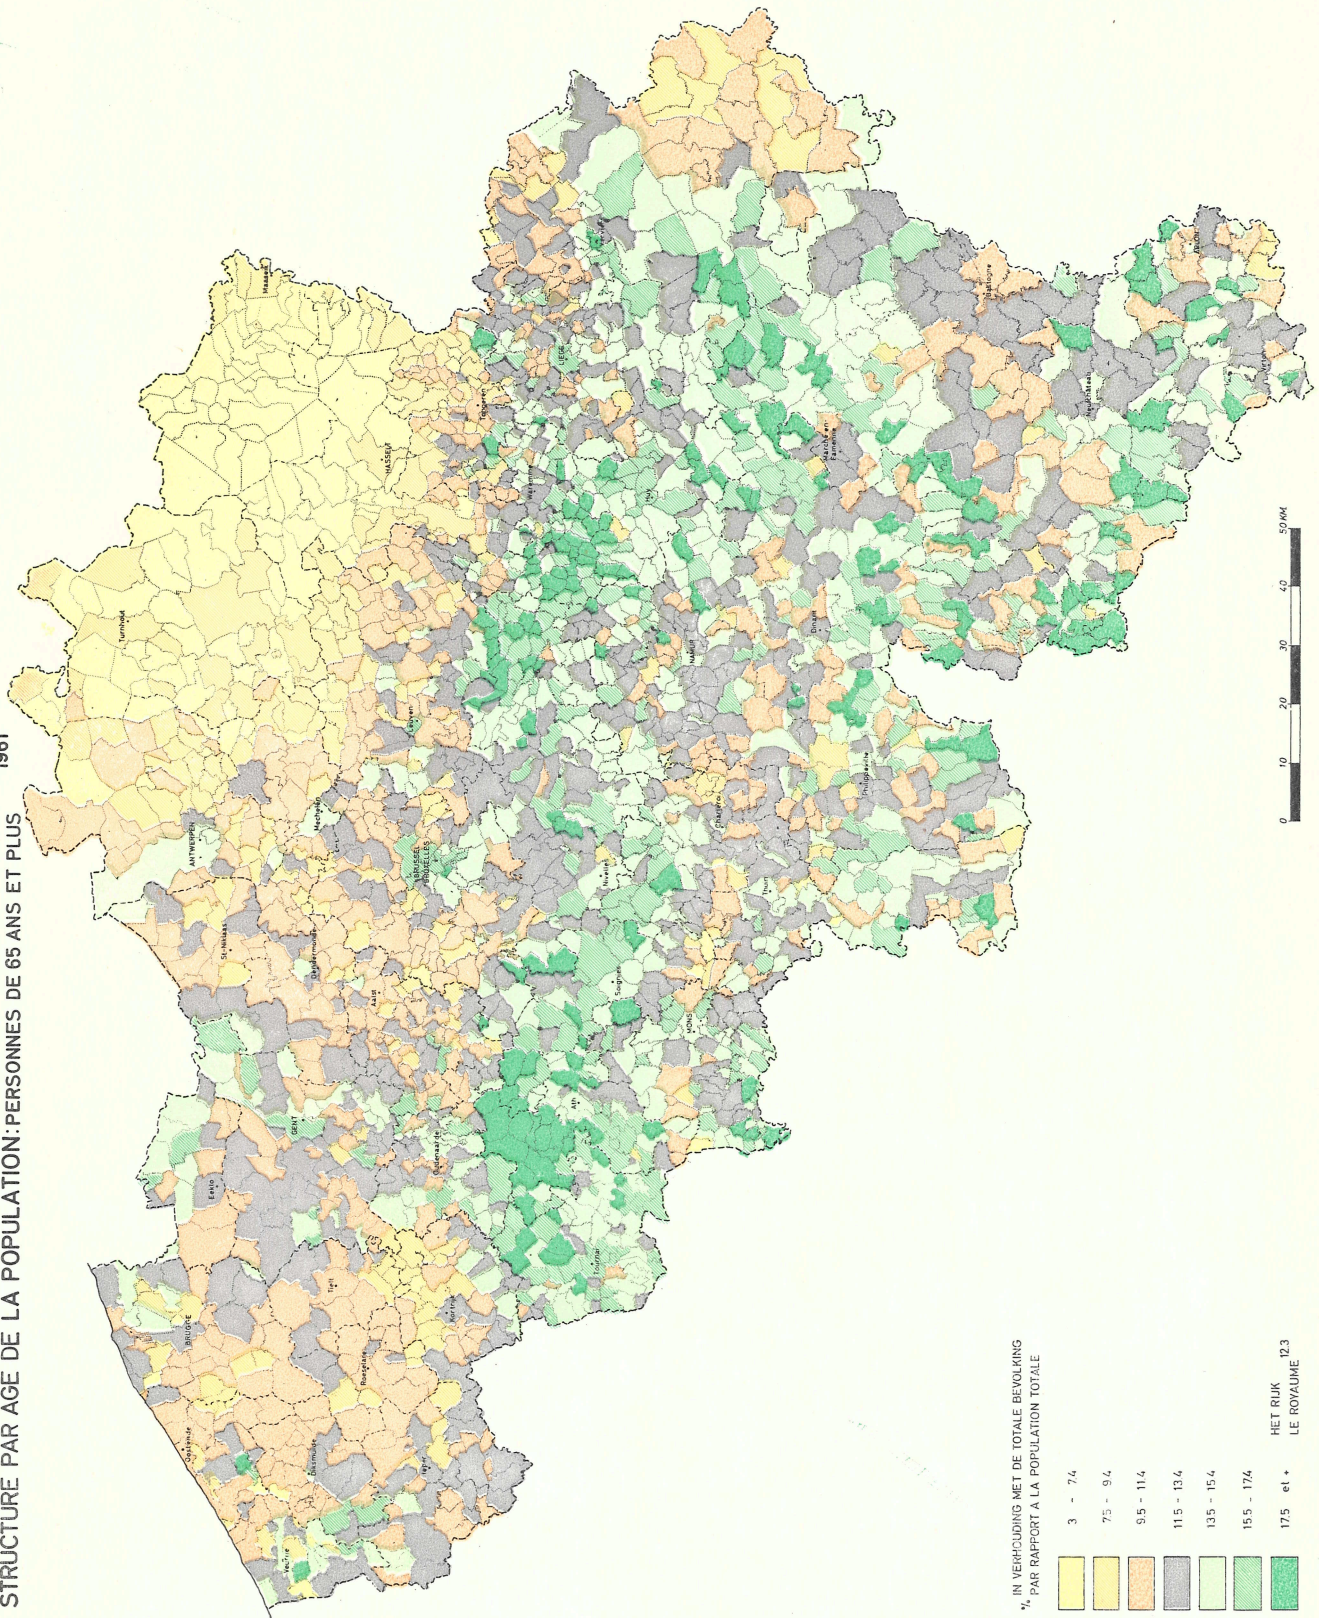 STRUCTURE PAR AGE DE LA POPULATION: PERSONNES DE 65 ANS ET PLUS
1961
Maaseik
Turnhout
HASSELT
Tongeren
Verviers
LIEGE
Waremme
Huy
ANTWERPEN
Mechelen
Leuven
BRUSSEL
BRUXELLES
St-Niklaas
Dendermonde
Aalst
GENT
Eeklo
Oudenaarde
BRUGGE
Tielt
Kortrijk
Roeselare
Oostende
Diksmuide
Ieper
Veurne
Nivelles
NAMUR
Dinant
Philippeville
Charleroi
Thuin
Soignies
MONS
Ath
Tournai
Marche-en-
Famenne
Bastogne
Neufchâteau
ARLON
Virton
0 10 20 30 40 50 KM.
% IN VERHOUDING MET DE TOTALE BEVOLKING
PAR RAPPORT A LA POPULATION TOTALE
3 - 7.4
7.5 - 9.4
9.5 - 11.4
11.5 - 13.4
13.5 - 15.4
15.5 - 17.4
17.5 et +
HET RIJK
LE ROYAUME 12.3